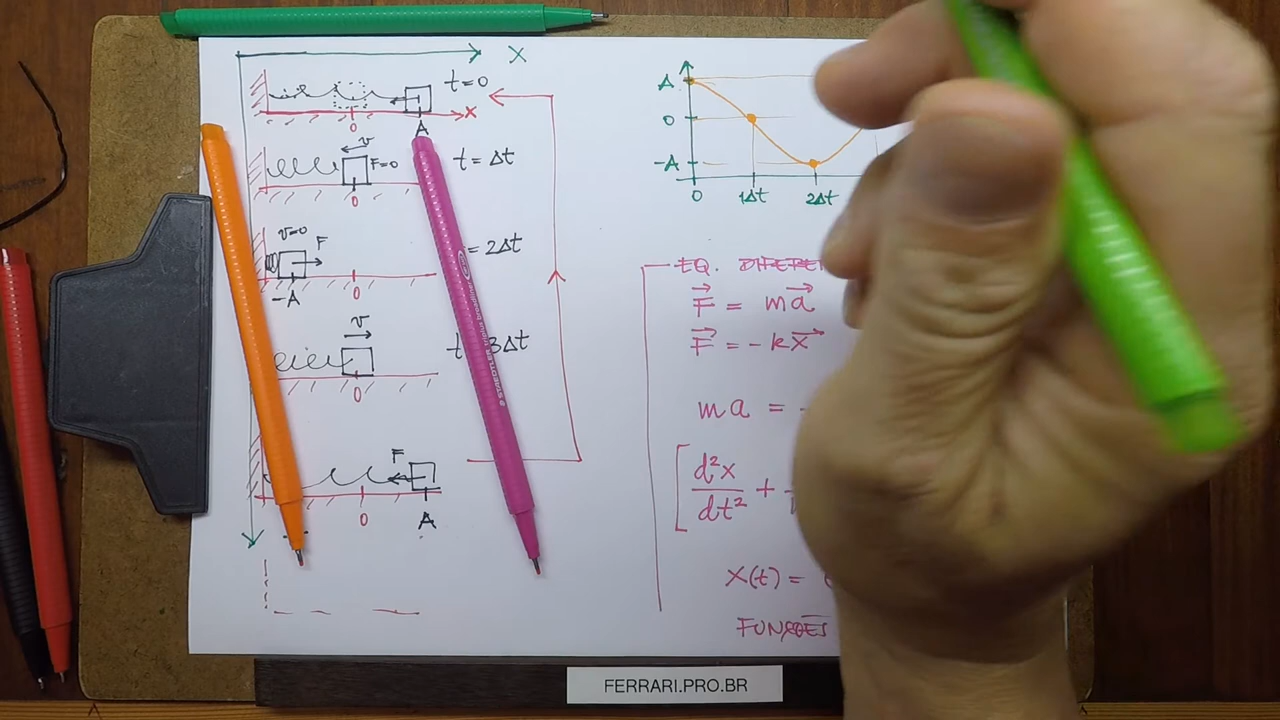 X
t=0
X
0
A
v
F=0
t=Δt
0
v=0
F
= 2Δt
-A
0
v
t
3Δt
0
F
0
A
A
0
-A
0
1Δt
2Δt
EQ.
F = ma
F = -kx
ma = -
d²x
dt²
+
X(t) =
FUNÇÕES
FERRARI.PRO.BR